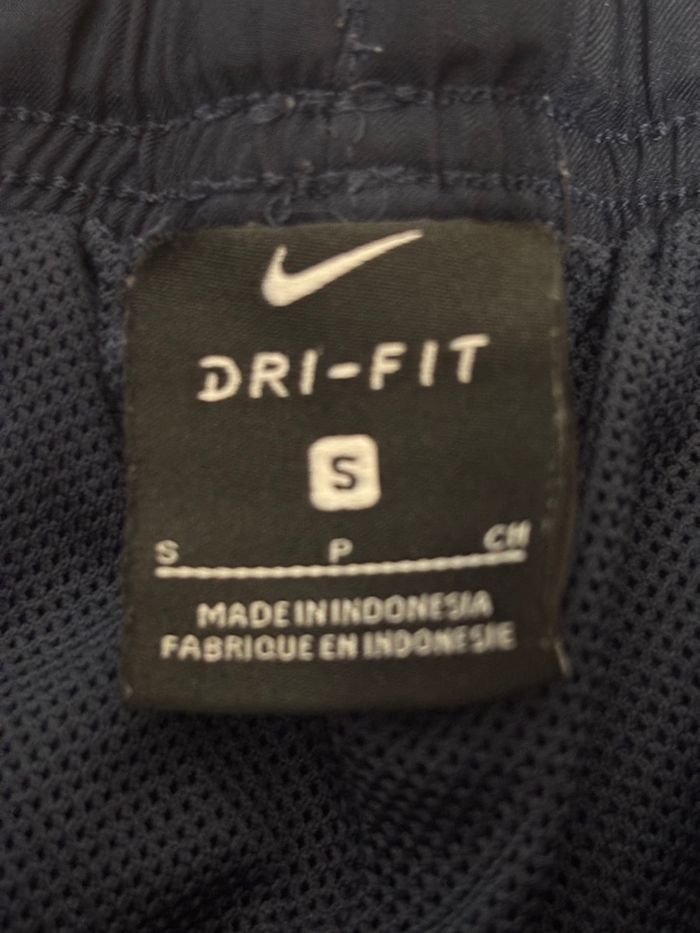 DRI-FIT
S
S P CH
MADE IN INDONESIA
FABRIQUE EN INDONESIE